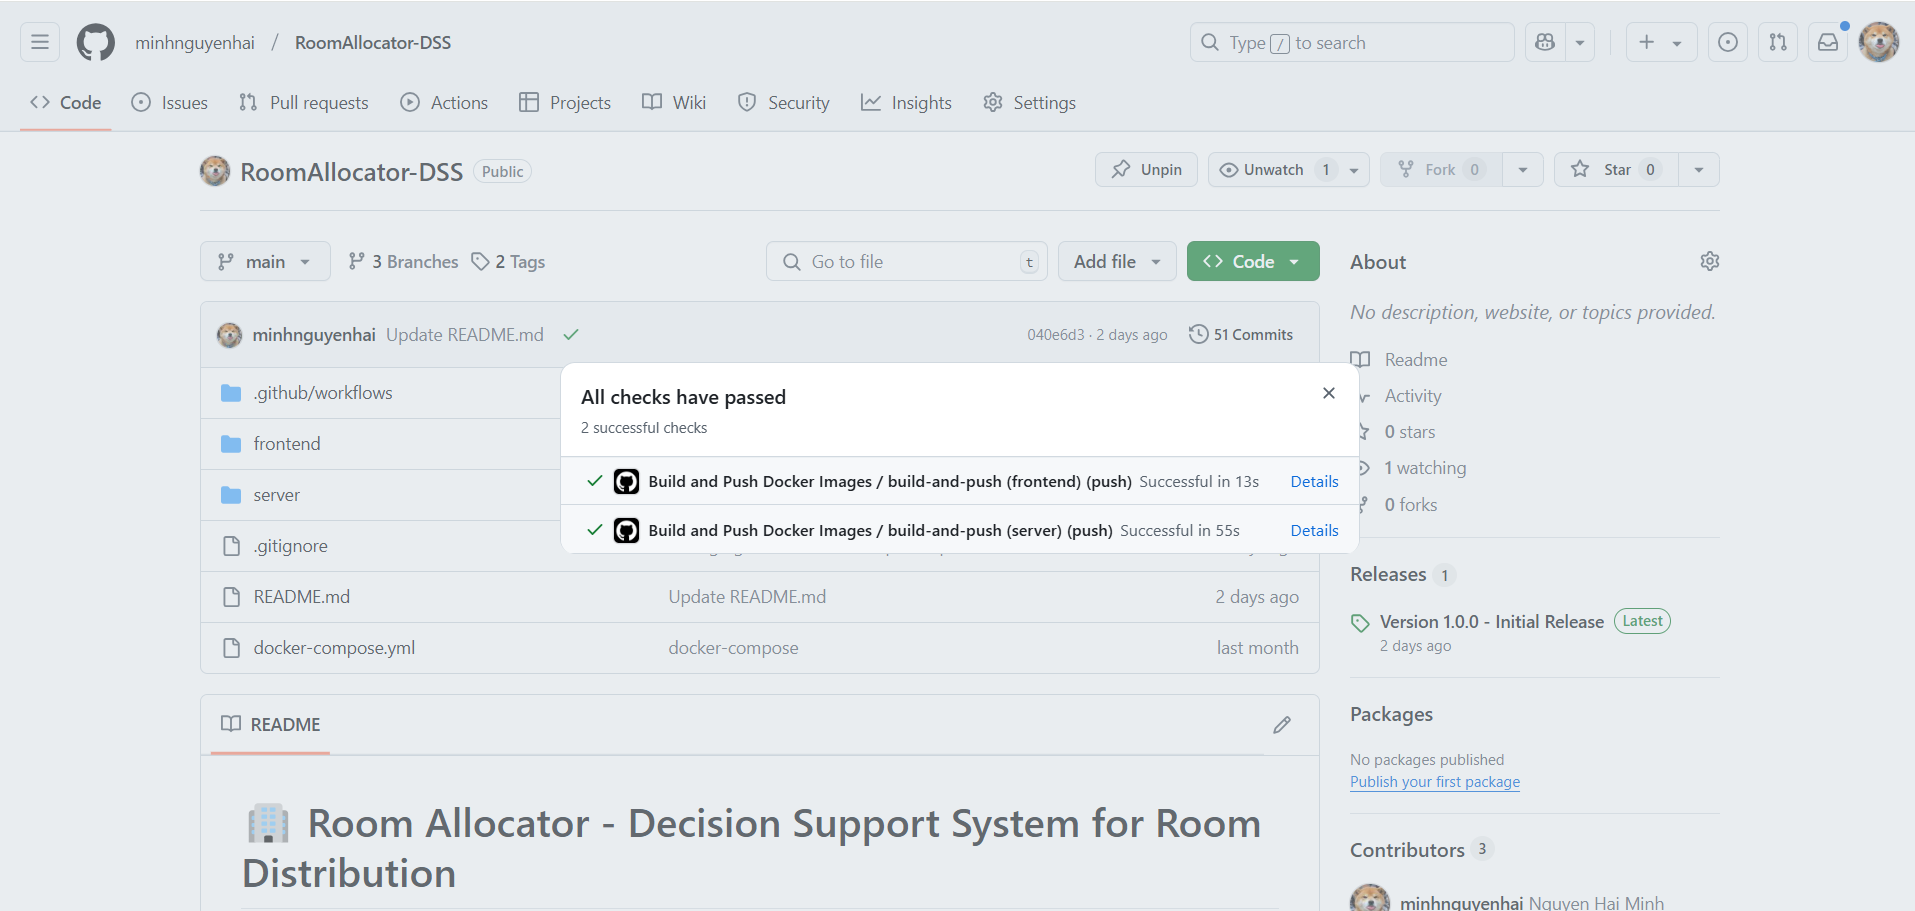 minhnguyenhai / RoomAllocator-DSS
Type / to search
Code Issues Pull requests Actions Projects Wiki Security Insights Settings
RoomAllocator-DSS Public
Unpin Unwatch 1 Fork 0 Star 0
main 3 Branches 2 Tags Go to file t Add file Code
minhnguyenhai Update README.md 040e6d3 · 2 days ago 51 Commits
.github/workflows
frontend
server
.gitignore
README.md Update README.md 2 days ago
docker-compose.yml docker-compose last month
All checks have passed
2 successful checks
Build and Push Docker Images / build-and-push (frontend) (push) Successful in 13s Details
Build and Push Docker Images / build-and-push (server) (push) Successful in 55s Details
README
Room Allocator - Decision Support System for Room
Distribution
About
No description, website, or topics provided.
Readme
Activity
0 stars
1 watching
0 forks
Releases 1
Version 1.0.0 - Initial Release Latest
2 days ago
Packages
No packages published
Publish your first package
Contributors 3
minhnguyenhai Nguyen Hai Minh